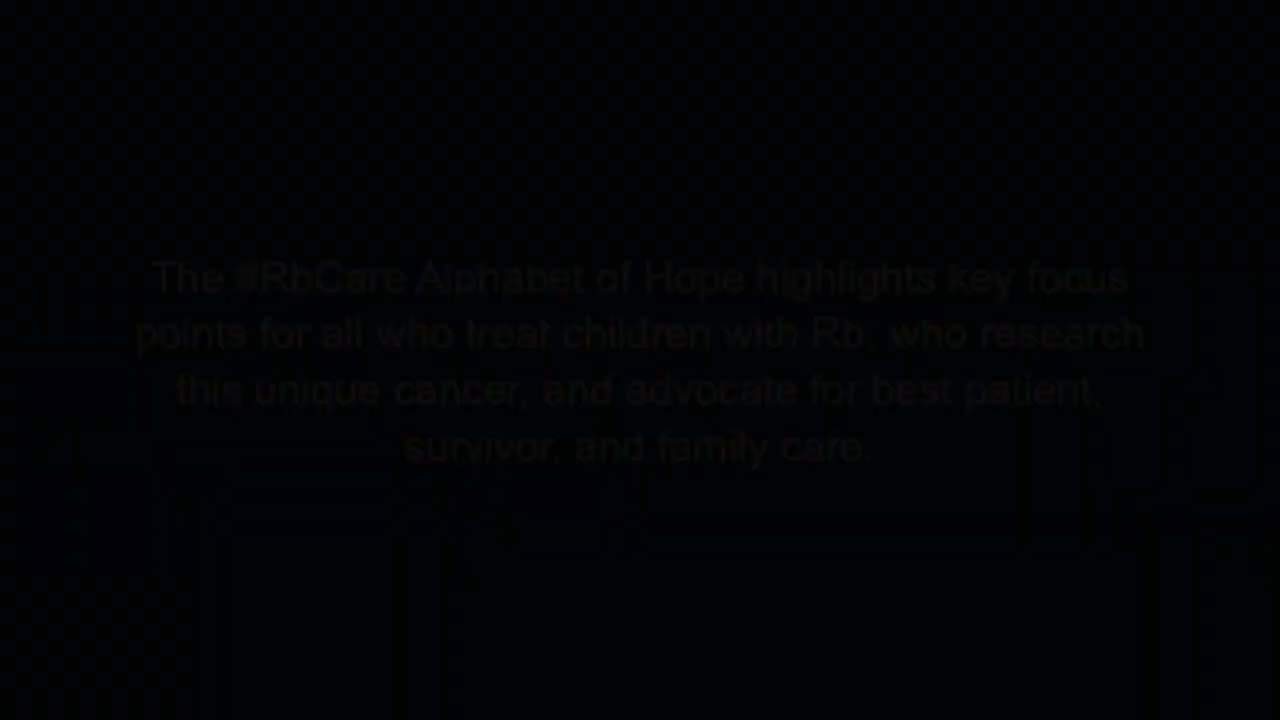 The #RbCare Alphabet of Hope highlights key focus
points for all who treat children with Rb, who research
this unique cancer, and advocate for best patient,
survivor, and family care.